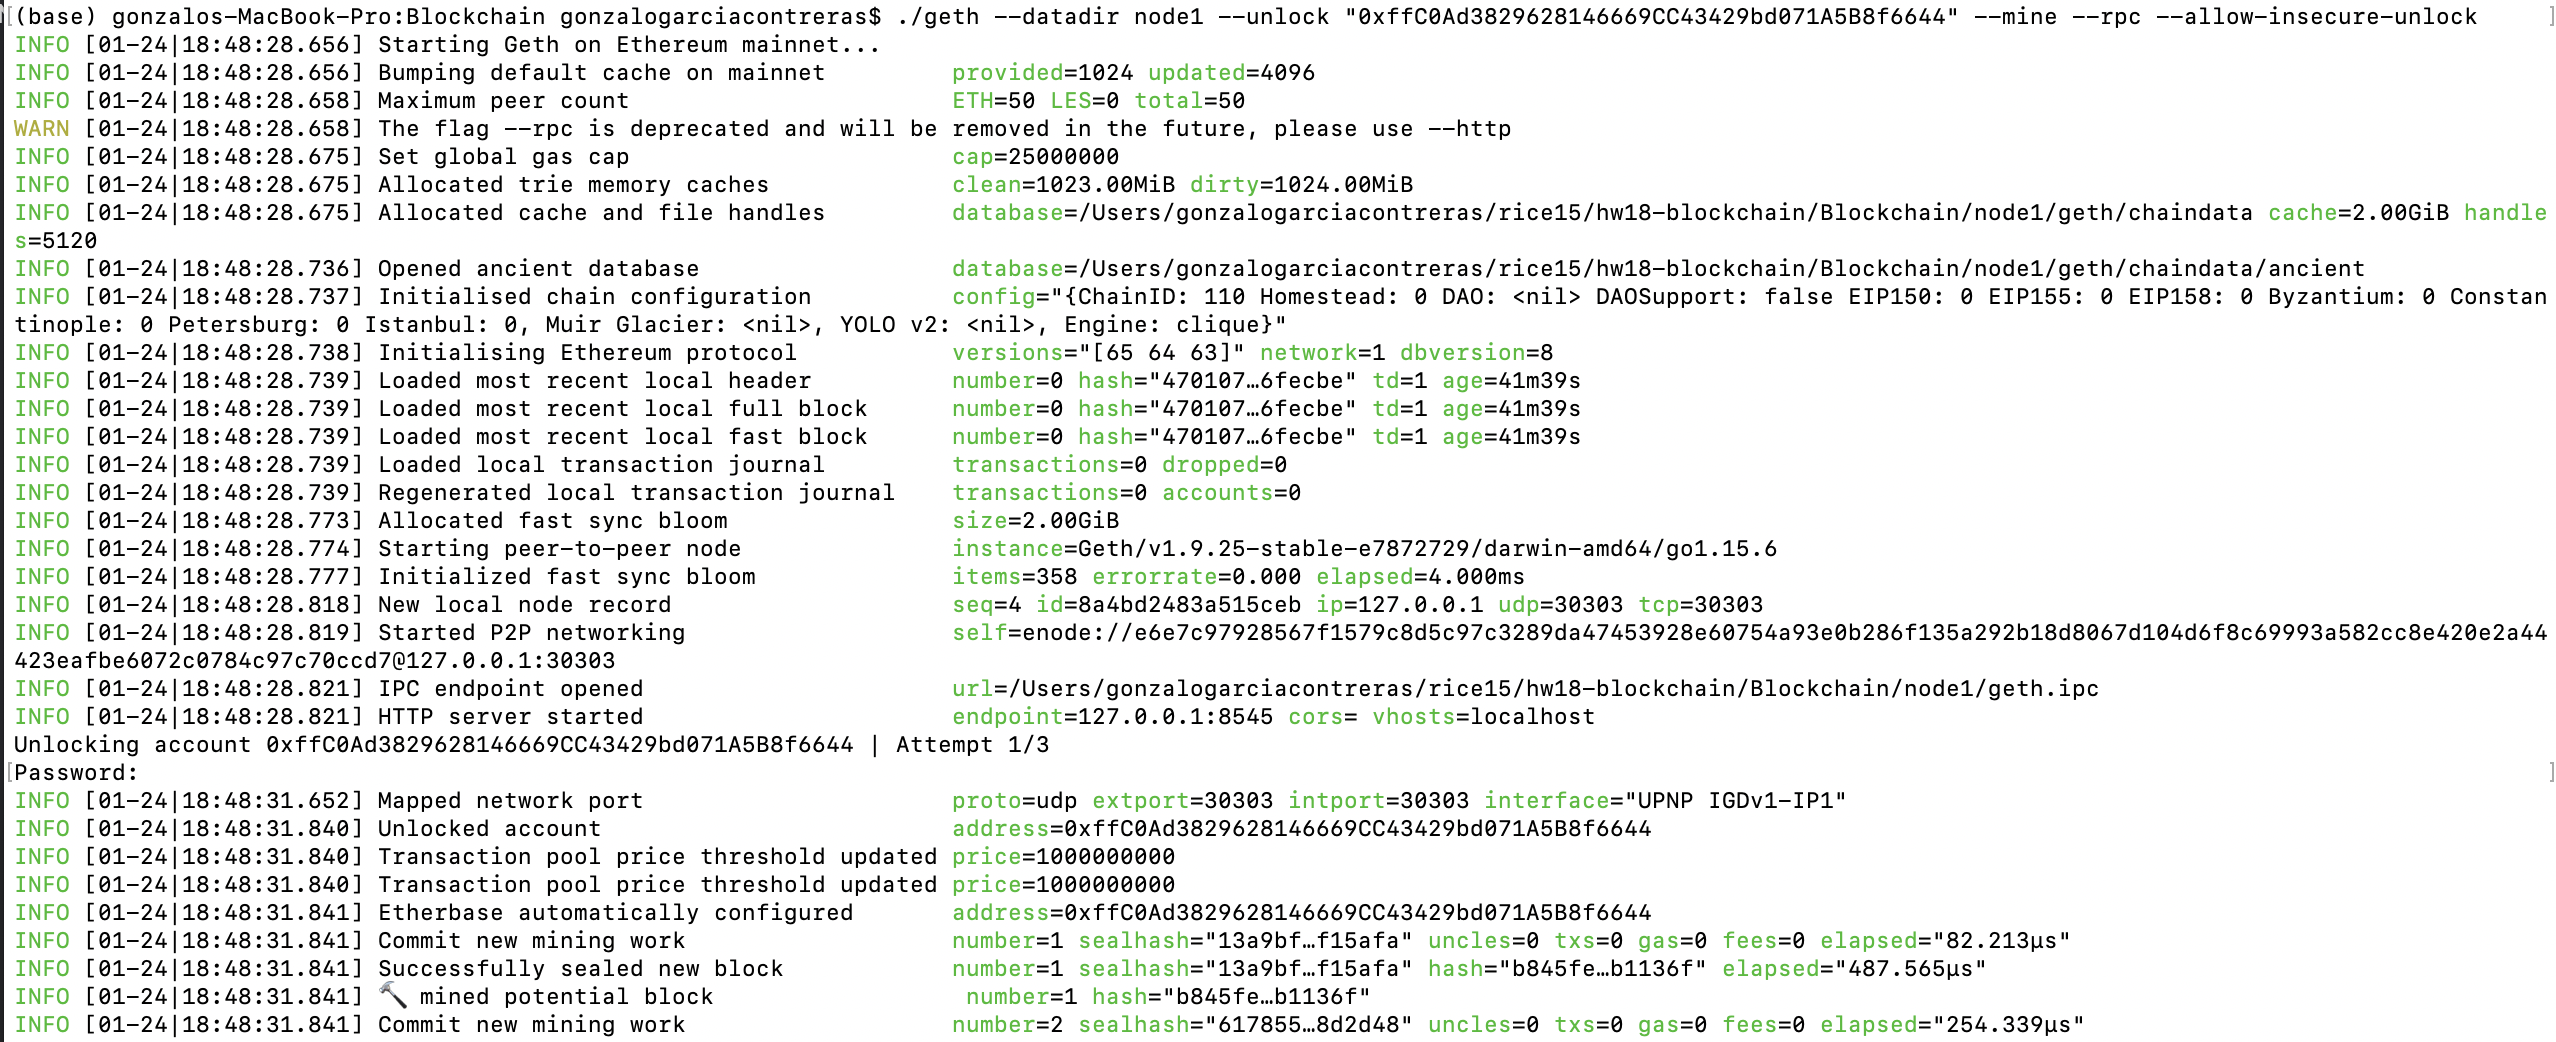 (base) gonzalos-MacBook-Pro:Blockchain gonzalogarciacontreras$ ./geth --datadir node1 --unlock "0xffC0Ad3829628146669CC43429bd071A5B8f6644" --mine --rpc --allow-insecure-unlock
INFO [01-24|18:48:28.656] Starting Geth on Ethereum mainnet...
INFO [01-24|18:48:28.656] Bumping default cache on mainnet         provided=1024 updated=4096
INFO [01-24|18:48:28.658] Maximum peer count                       ETH=50 LES=0 total=50
WARN [01-24|18:48:28.658] The flag --rpc is deprecated and will be removed in the future, please use --http
INFO [01-24|18:48:28.675] Set global gas cap                       cap=25000000
INFO [01-24|18:48:28.675] Allocated trie memory caches             clean=1023.00MiB dirty=1024.00MiB
INFO [01-24|18:48:28.675] Allocated cache and file handles         database=/Users/gonzalogarciacontreras/rice15/hw18-blockchain/Blockchain/node1/geth/chaindata cache=2.00GiB handle
s=5120
INFO [01-24|18:48:28.736] Opened ancient database                  database=/Users/gonzalogarciacontreras/rice15/hw18-blockchain/Blockchain/node1/geth/chaindata/ancient
INFO [01-24|18:48:28.737] Initialised chain configuration          config="{ChainID: 110 Homestead: 0 DAO: <nil> DAOSupport: false EIP150: 0 EIP155: 0 EIP158: 0 Byzantium: 0 Constan
tinople: 0 Petersburg: 0 Istanbul: 0, Muir Glacier: <nil>, YOLO v2: <nil>, Engine: clique}"
INFO [01-24|18:48:28.738] Initialising Ethereum protocol           versions="[65 64 63]" network=1 dbversion=8
INFO [01-24|18:48:28.739] Loaded most recent local header          number=0 hash="470107…6fecbe" td=1 age=41m39s
INFO [01-24|18:48:28.739] Loaded most recent local full block      number=0 hash="470107…6fecbe" td=1 age=41m39s
INFO [01-24|18:48:28.739] Loaded most recent local fast block      number=0 hash="470107…6fecbe" td=1 age=41m39s
INFO [01-24|18:48:28.739] Loaded local transaction journal         transactions=0 dropped=0
INFO [01-24|18:48:28.739] Regenerated local transaction journal    transactions=0 accounts=0
INFO [01-24|18:48:28.773] Allocated fast sync bloom                size=2.00GiB
INFO [01-24|18:48:28.774] Starting peer-to-peer node               instance=Geth/v1.9.25-stable-e7872729/darwin-amd64/go1.15.6
INFO [01-24|18:48:28.777] Initialized fast sync bloom              items=358 errorrate=0.000 elapsed=4.000ms
INFO [01-24|18:48:28.818] New local node record                    seq=4 id=8a4bd2483a515ceb ip=127.0.0.1 udp=30303 tcp=30303
INFO [01-24|18:48:28.819] Started P2P networking                   self=enode://e6e7c97928567f1579c8d5c97c3289da47453928e60754a93e0b286f135a292b18d8067d104d6f8c69993a582cc8e420e2a44
423eafbe6072c0784c97c70ccd7@127.0.0.1:30303
INFO [01-24|18:48:28.821] IPC endpoint opened                      url=/Users/gonzalogarciacontreras/rice15/hw18-blockchain/Blockchain/node1/geth.ipc
INFO [01-24|18:48:28.821] HTTP server started                      endpoint=127.0.0.1:8545 cors= vhosts=localhost
Unlocking account 0xffC0Ad3829628146669CC43429bd071A5B8f6644 | Attempt 1/3
Password:
INFO [01-24|18:48:31.652] Mapped network port                      proto=udp extport=30303 intport=30303 interface="UPNP IGDv1-IP1"
INFO [01-24|18:48:31.840] Unlocked account                         address=0xffC0Ad3829628146669CC43429bd071A5B8f6644
INFO [01-24|18:48:31.840] Transaction pool price threshold updated price=1000000000
INFO [01-24|18:48:31.840] Transaction pool price threshold updated price=1000000000
INFO [01-24|18:48:31.841] Etherbase automatically configured       address=0xffC0Ad3829628146669CC43429bd071A5B8f6644
INFO [01-24|18:48:31.841] Commit new mining work                   number=1 sealhash="13a9bf…f15afa" uncles=0 txs=0 gas=0 fees=0 elapsed="82.213µs"
INFO [01-24|18:48:31.841] Successfully sealed new block            number=1 sealhash="13a9bf…f15afa" hash="b845fe…b1136f" elapsed="487.565µs"
INFO [01-24|18:48:31.841] 🔨 mined potential block                  number=1 hash="b845fe…b1136f"
INFO [01-24|18:48:31.841] Commit new mining work                   number=2 sealhash="617855…8d2d48" uncles=0 txs=0 gas=0 fees=0 elapsed="254.339µs"